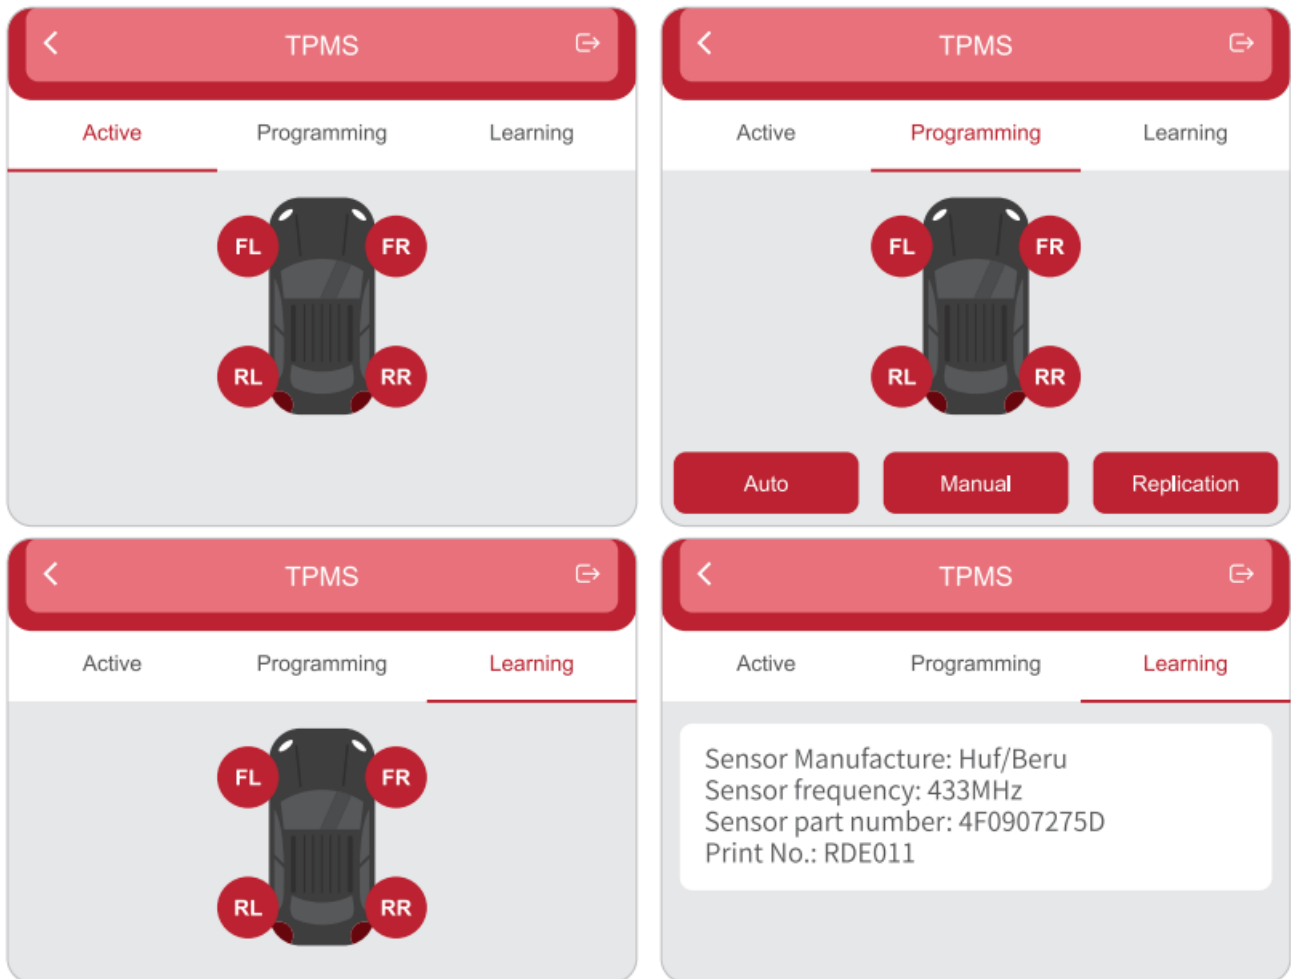 TPMS
Active Programming Learning
FL FR
RL RR
TPMS
Active Programming Learning
FL FR
RL RR
Auto Manual Replication
TPMS
Active Programming Learning
FL FR
RL RR
TPMS
Active Programming Learning
Sensor Manufacture: Huf/Beru
Sensor frequency: 433MHz
Sensor part number: 4F0907275D
Print No.: RDE011